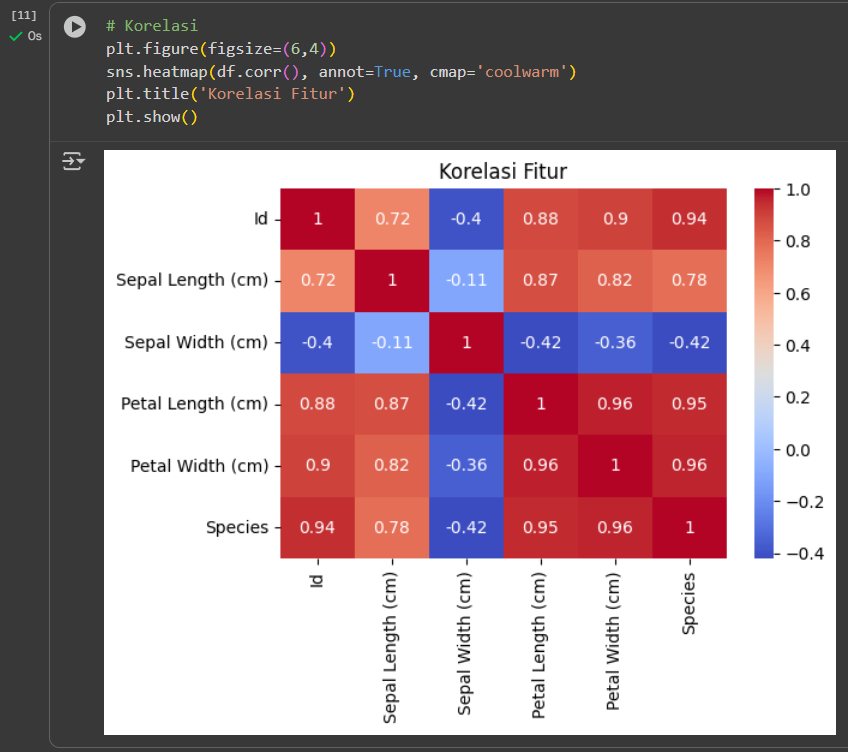 [11]
0s
# Korelasi
plt.figure(figsize=(6,4))
sns.heatmap(df.corr(), annot=True, cmap='coolwarm')
plt.title('Korelasi Fitur')
plt.show()
Korelasi Fitur
Id 1 0.72 -0.4 0.88 0.9 0.94
Sepal Length (cm) 0.72 1 -0.11 0.87 0.82 0.78
Sepal Width (cm) -0.4 -0.11 1 -0.42 -0.36 -0.42
Petal Length (cm) 0.88 0.87 -0.42 1 0.96 0.95
Petal Width (cm) 0.9 0.82 -0.36 0.96 1 0.96
Species 0.94 0.78 -0.42 0.95 0.96 1
Id
Sepal Length (cm)
Sepal Width (cm)
Petal Length (cm)
Petal Width (cm)
Species
1.0
0.8
0.6
0.4
0.2
0.0
−0.2
−0.4